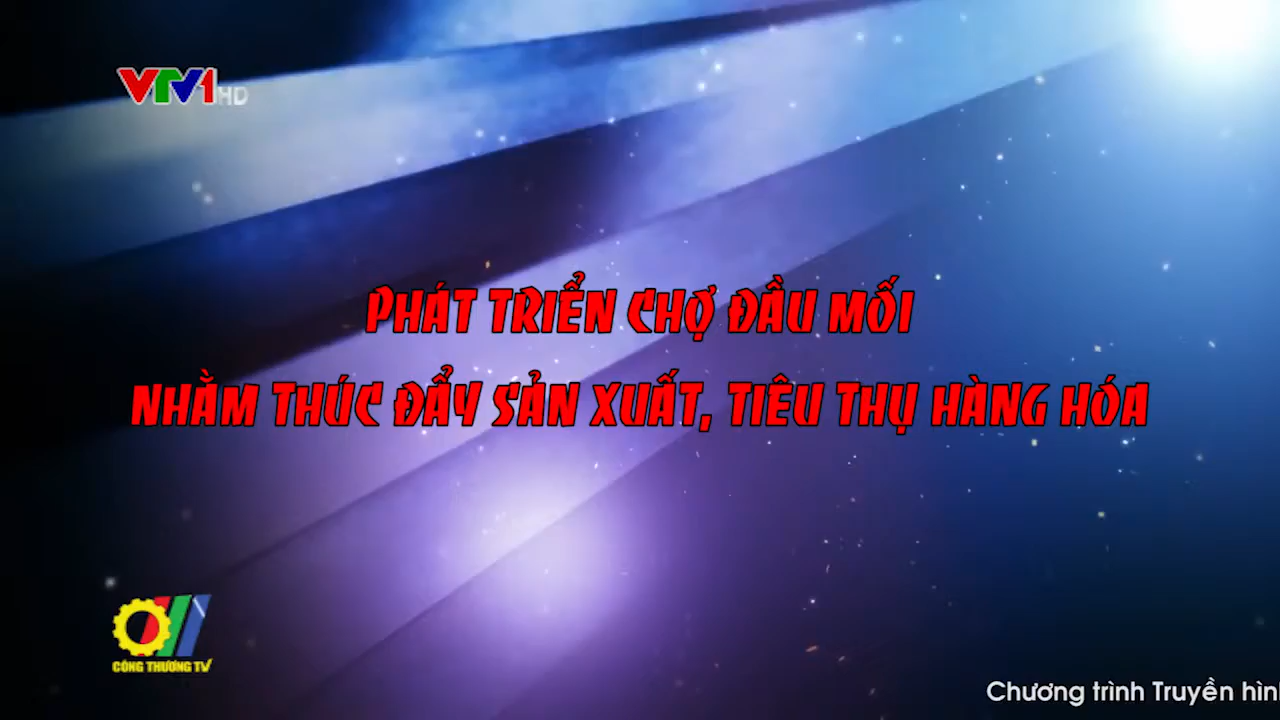 VTV1 HD
PHÁT TRIỂN CHỢ ĐẦU MỐI
NHẰM THÚC ĐẨY SẢN XUẤT, TIÊU THỤ HÀNG HÓA
CÔNG THƯƠNG TV
Chương trình Truyền hìn